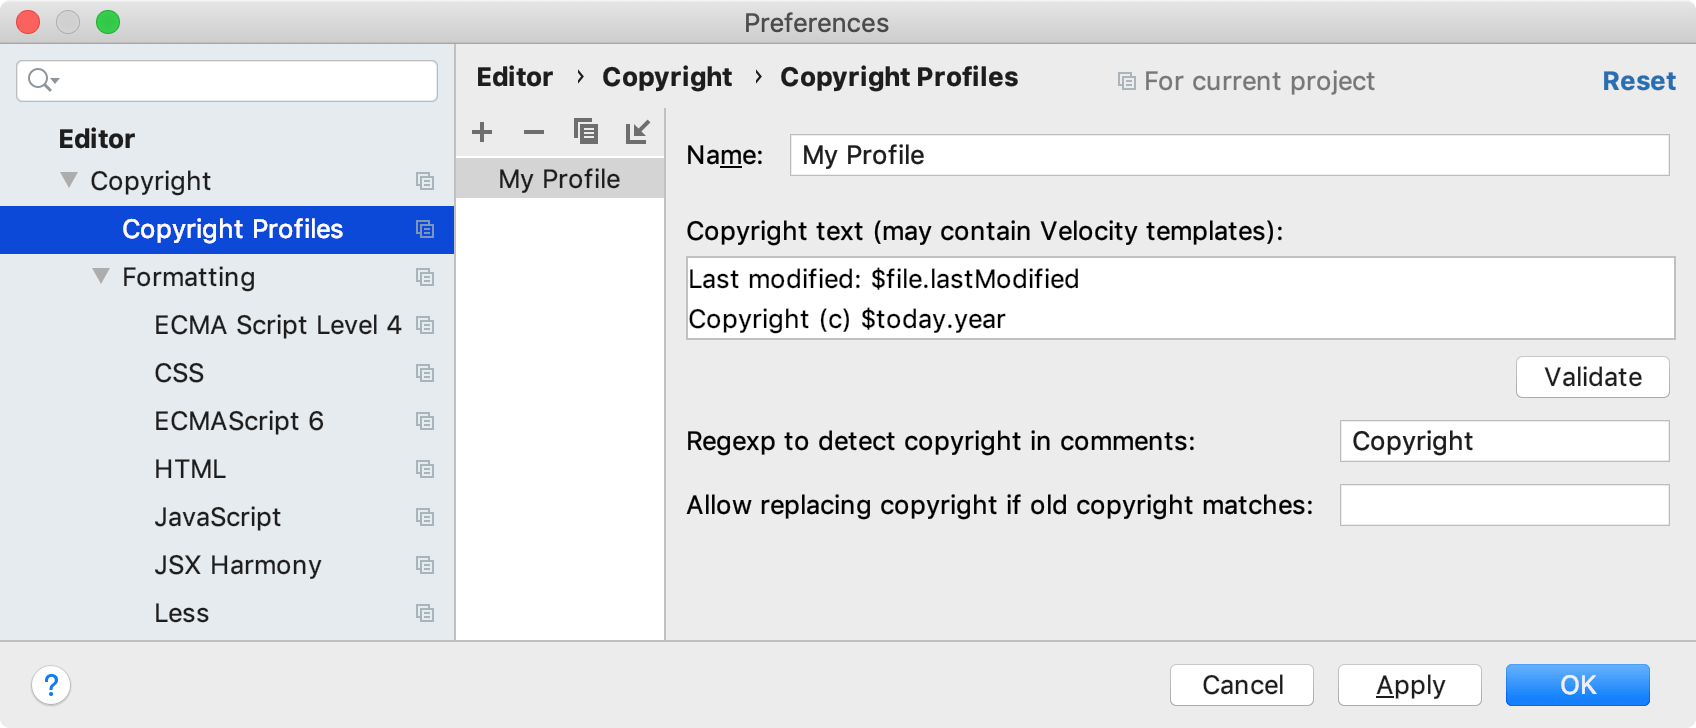 Preferences
Editor › Copyright › Copyright Profiles
For current project
Reset
Editor
Copyright
Copyright Profiles
Formatting
ECMA Script Level 4
CSS
ECMAScript 6
HTML
JavaScript
JSX Harmony
Less
My Profile
Name: My Profile
Copyright text (may contain Velocity templates):
Last modified: $file.lastModified
Copyright (c) $today.year
Validate
Regexp to detect copyright in comments: Copyright
Allow replacing copyright if old copyright matches:
?
Cancel
Apply
OK